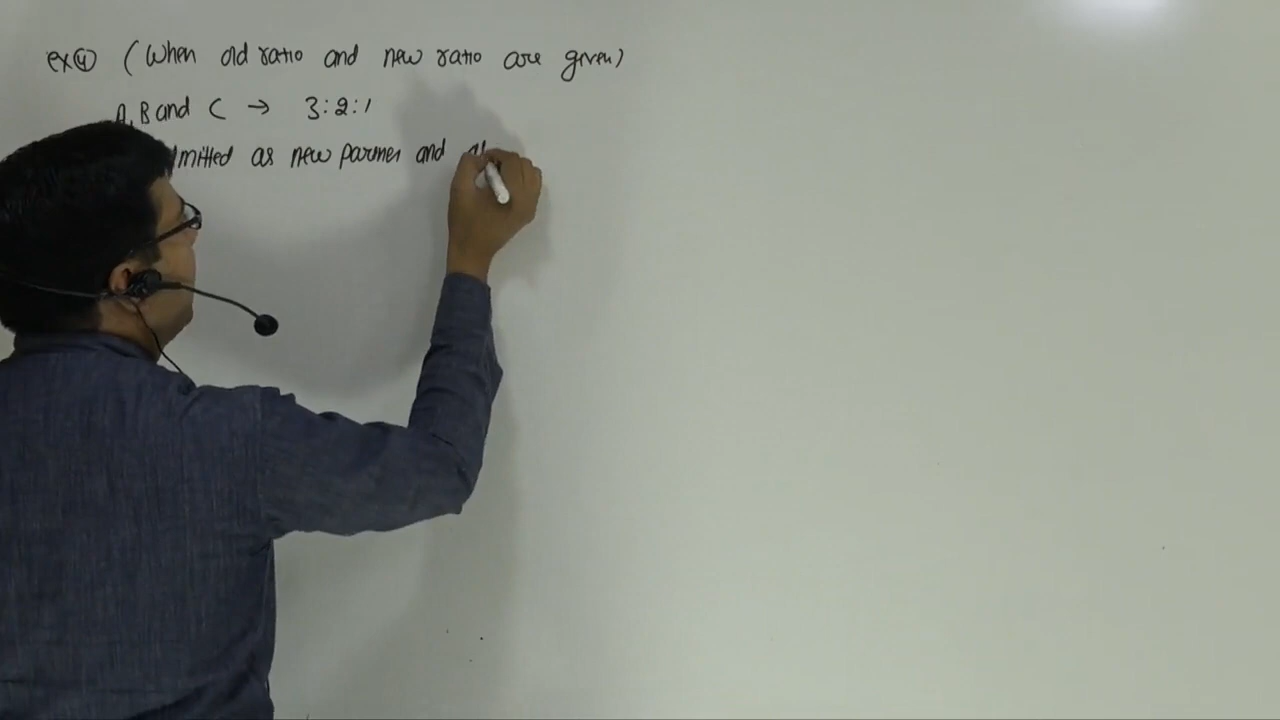 ex④ (When old ratio and new ratio are given)
A, B and C → 3:2:1
mitted as new partner and